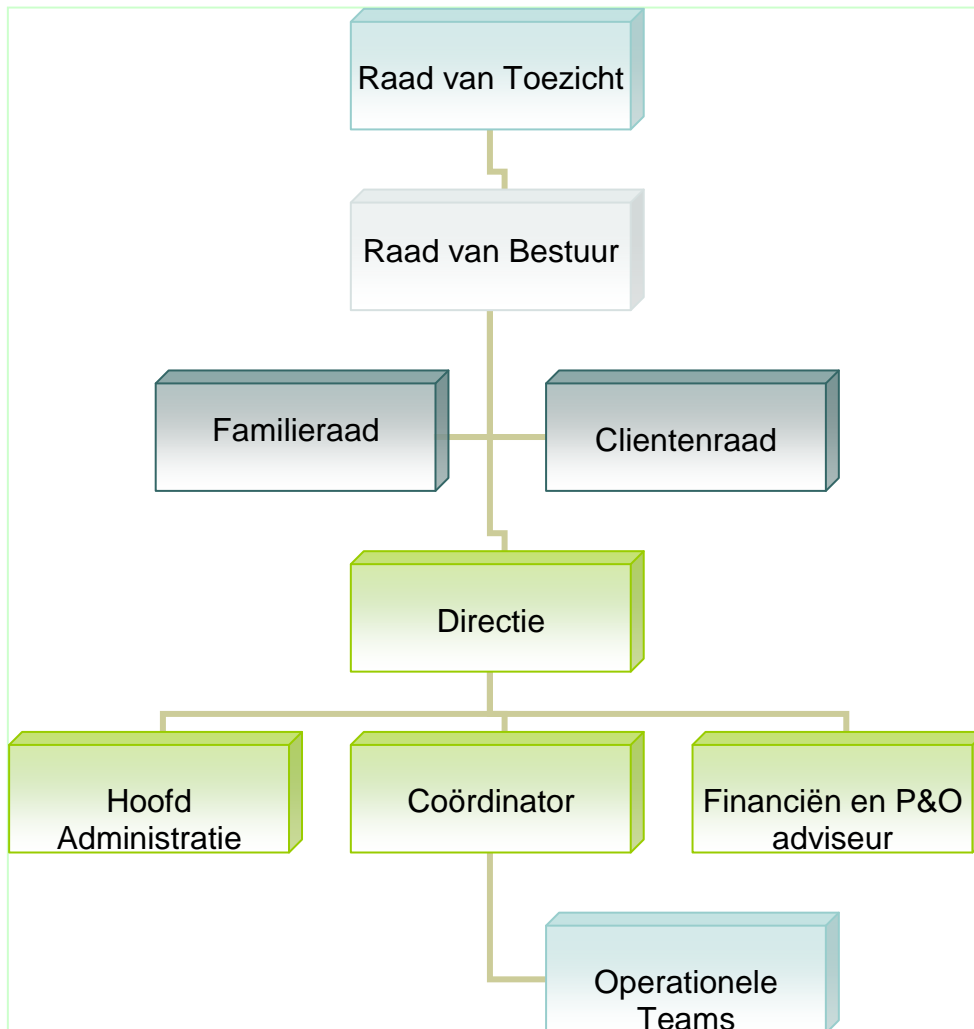 Raad van Toezicht
Raad van Bestuur
Familieraad
Clientenraad
Directie
Hoofd
Administratie
Coördinator
Financiën en P&O
adviseur
Operationele
Teams